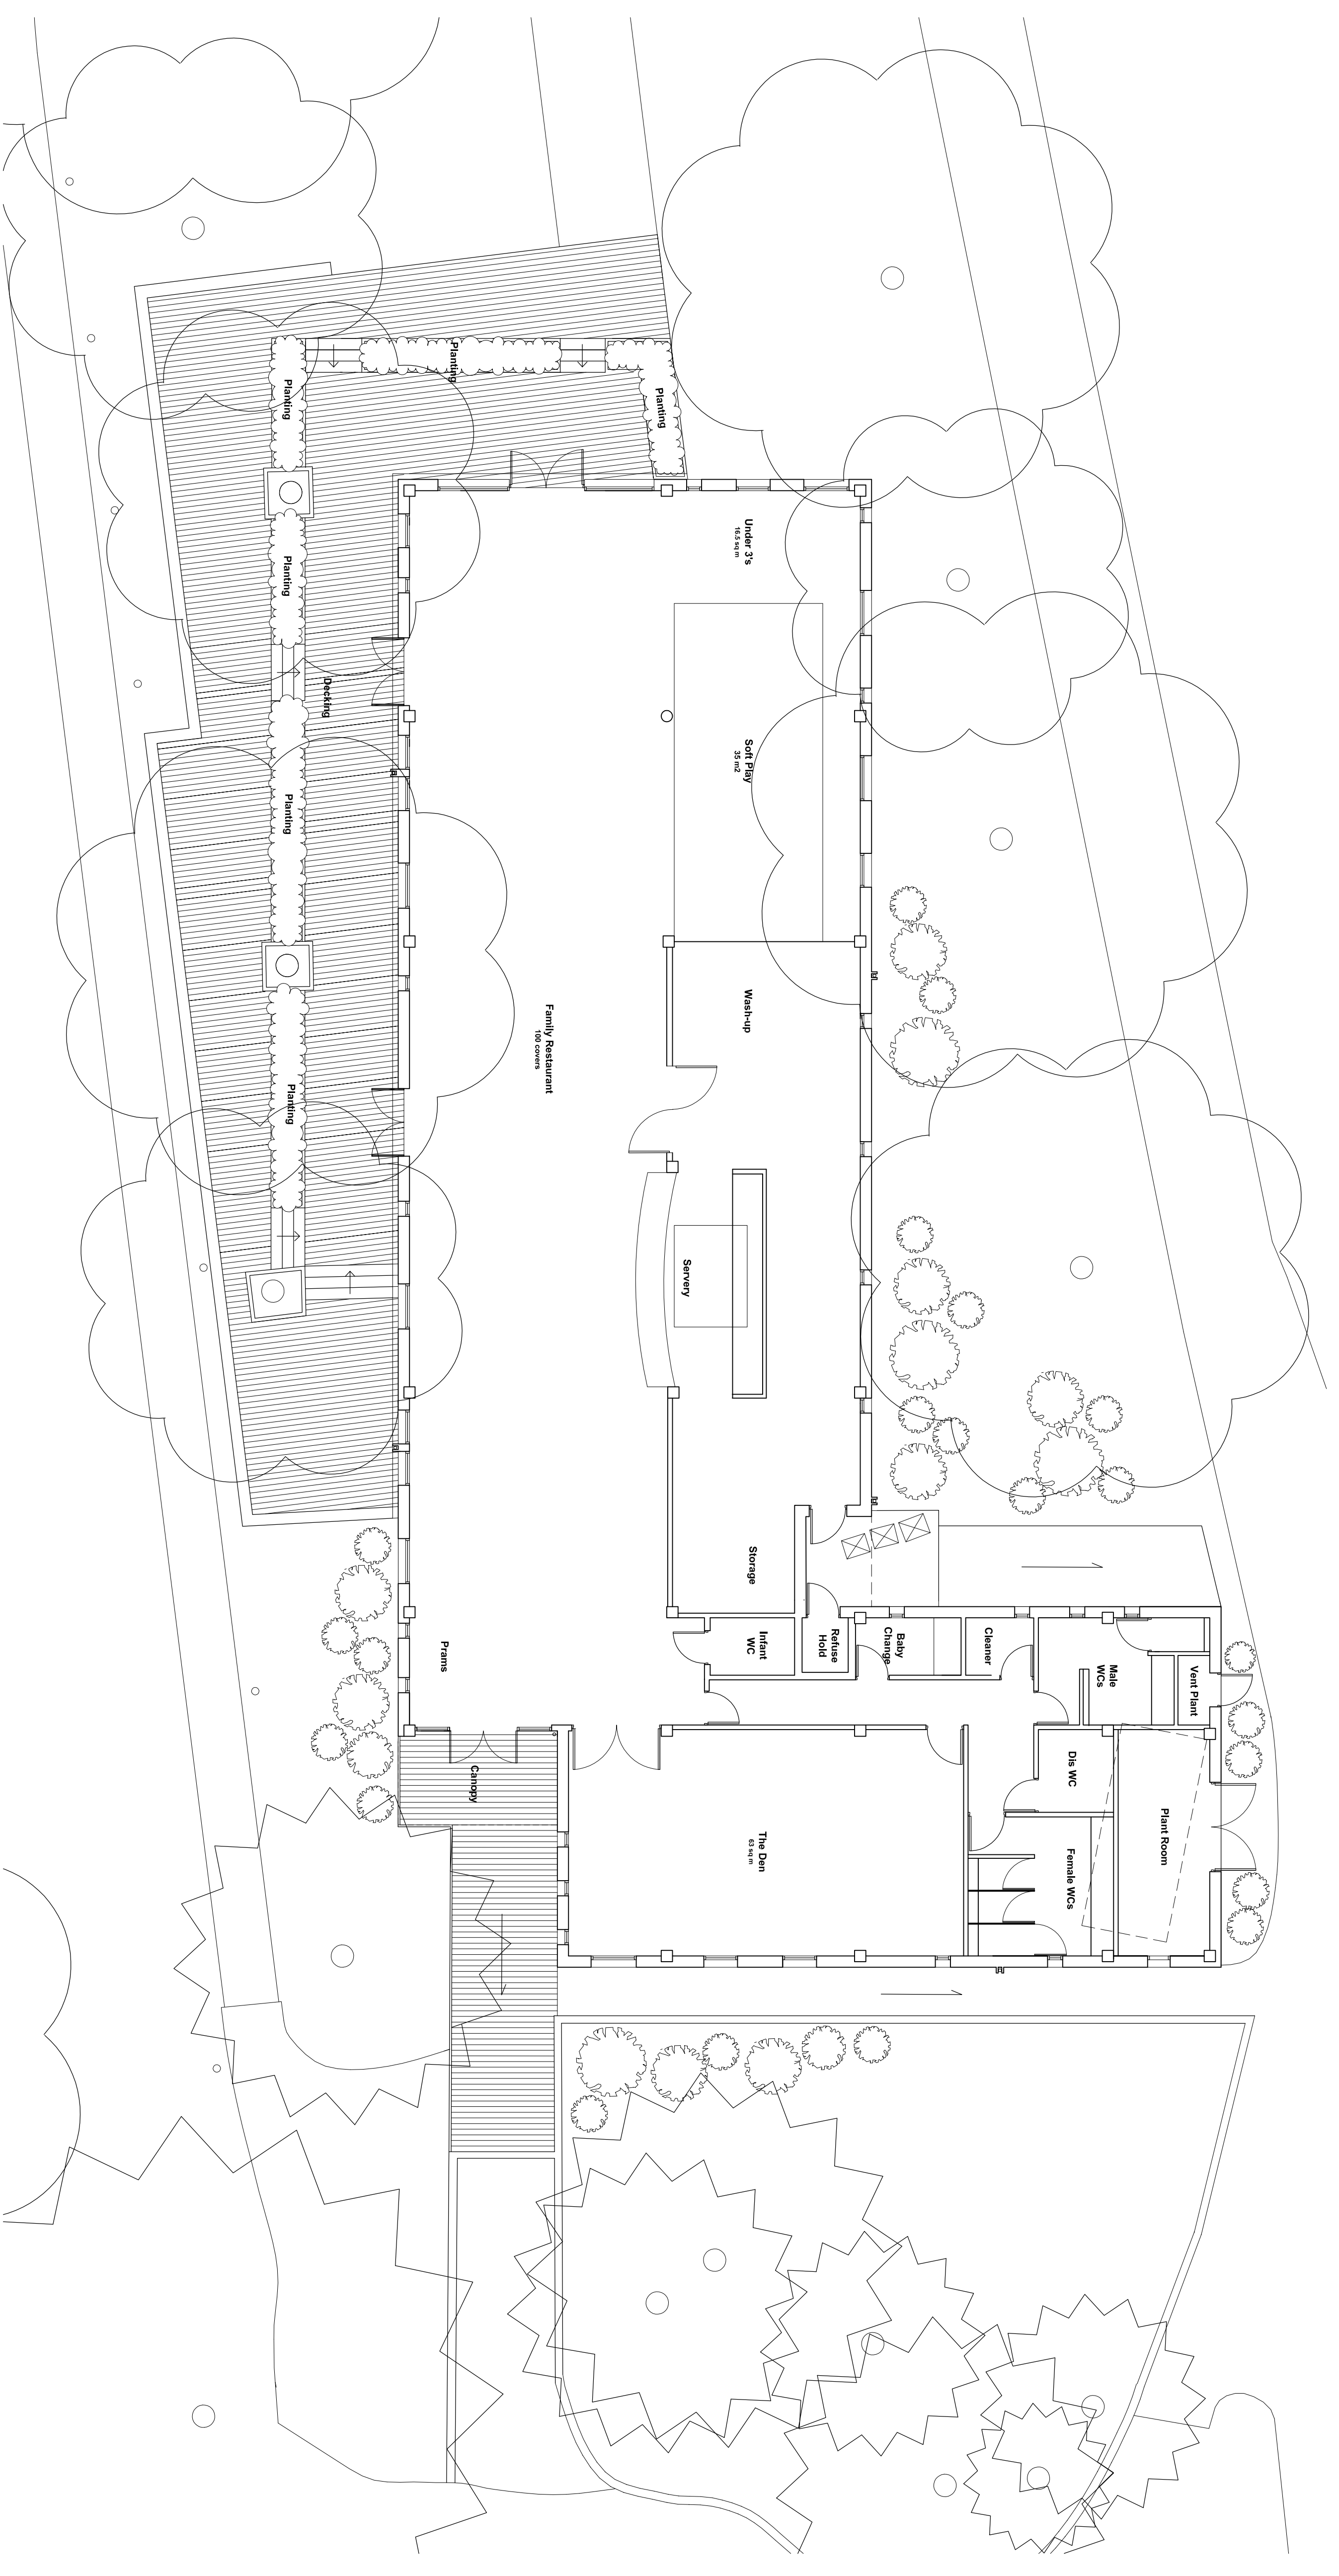 Planting
Planting
Planting
Under 3's
16.5 sq m
Planting
Decking
Soft Play
35 m2
Planting
Wash-up
Family Restaurant
100 covers
Planting
Servery
Storage
Infant
WC
Refuse
Hold
Baby
Change
Cleaner
Male
WCs
Vent Plant
Prams
Canopy
Dis WC
Plant Room
The Den
63 sq m
Female WCs